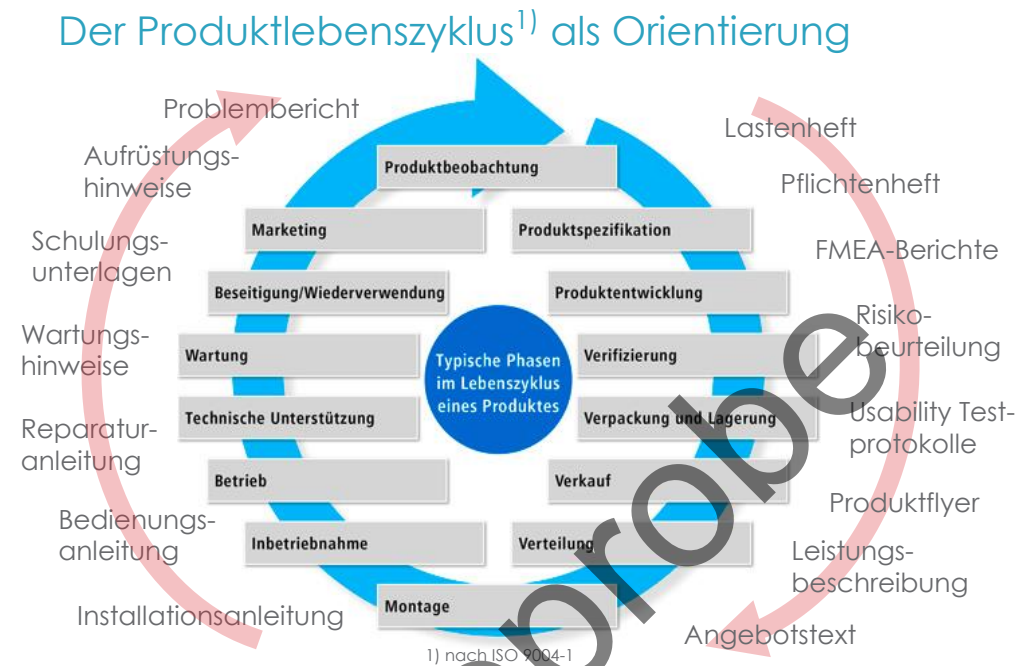 Der Produktlebenszyklus1) als Orientierung
Problembericht
Aufrüstungs-
hinweise
Schulungs-
unterlagen
Wartungs-
hinweise
Reparatur-
anleitung
Bedienungs-
anleitung
Installationsanleitung
Produktbeobachtung
Marketing
Produktspezifikation
Beseitigung/Wiederverwendung
Produktentwicklung
Wartung
Verifizierung
Technische Unterstützung
Verpackung und Lagerung
Betrieb
Verkauf
Inbetriebnahme
Verteilung
Montage
Typische Phasen
im Lebenszyklus
eines Produktes
Lastenheft
Pflichtenheft
FMEA-Berichte
Risiko-
beurteilung
Usability Test-
protokolle
Produktflyer
Leistungs-
beschreibung
Angebotstext
1) nach ISO 9004-1
probe